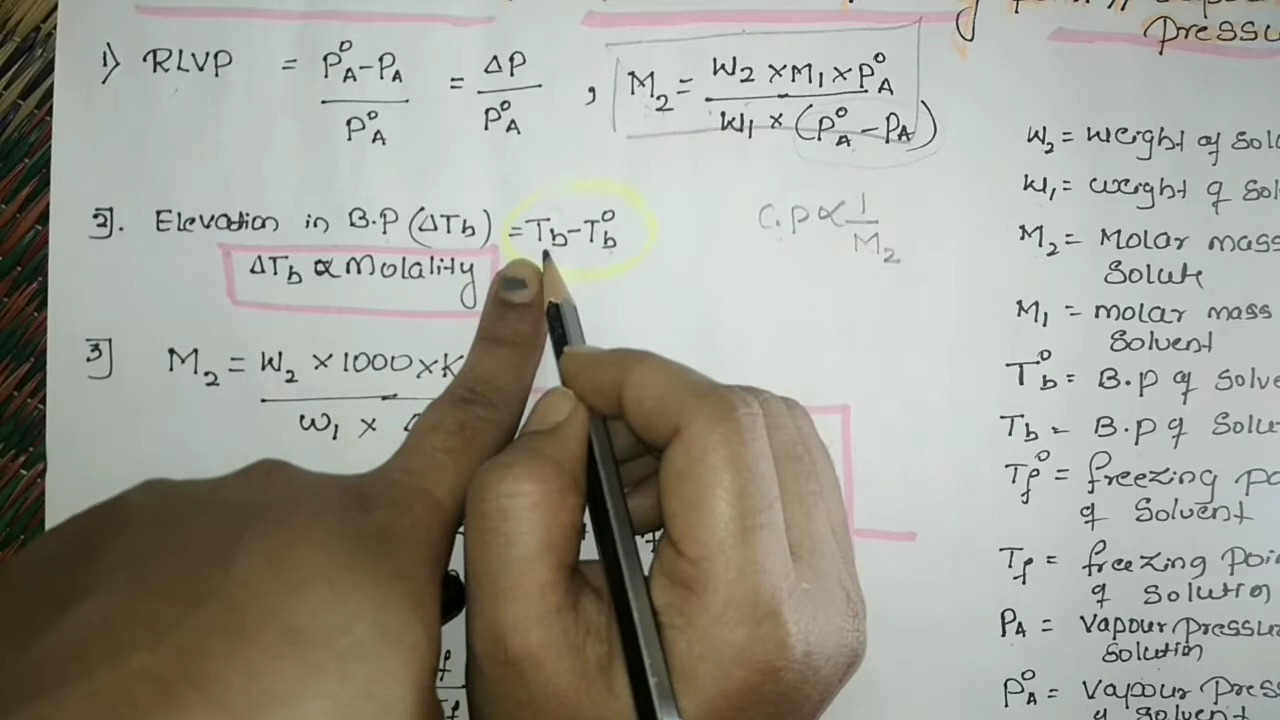 Pressu
1) RLVP = P°A-PA / P°A = ΔP / P°A , M2 = W2 × M1 × P°A / W1 × (P°A - PA)
2]. Elevation in B.P (ΔTb) = Tb - T°b
ΔTb ∝ Molality
C.P ∝ 1 / M2
3] M2 = W2 × 1000 × K
W1 ×
W2 = weight of Solu
W1 = weight of Sol
M2 = Molar mass
Solute
M1 = molar mass
Solvent
T°b = B.p of Solve
Tb = B.p of Solu
T°f = freezing po
of Solvent
Tf = freezing Poin
of Solution
PA = Vapour pressu
Solution
P°A = Vapour Pres
of Solvent